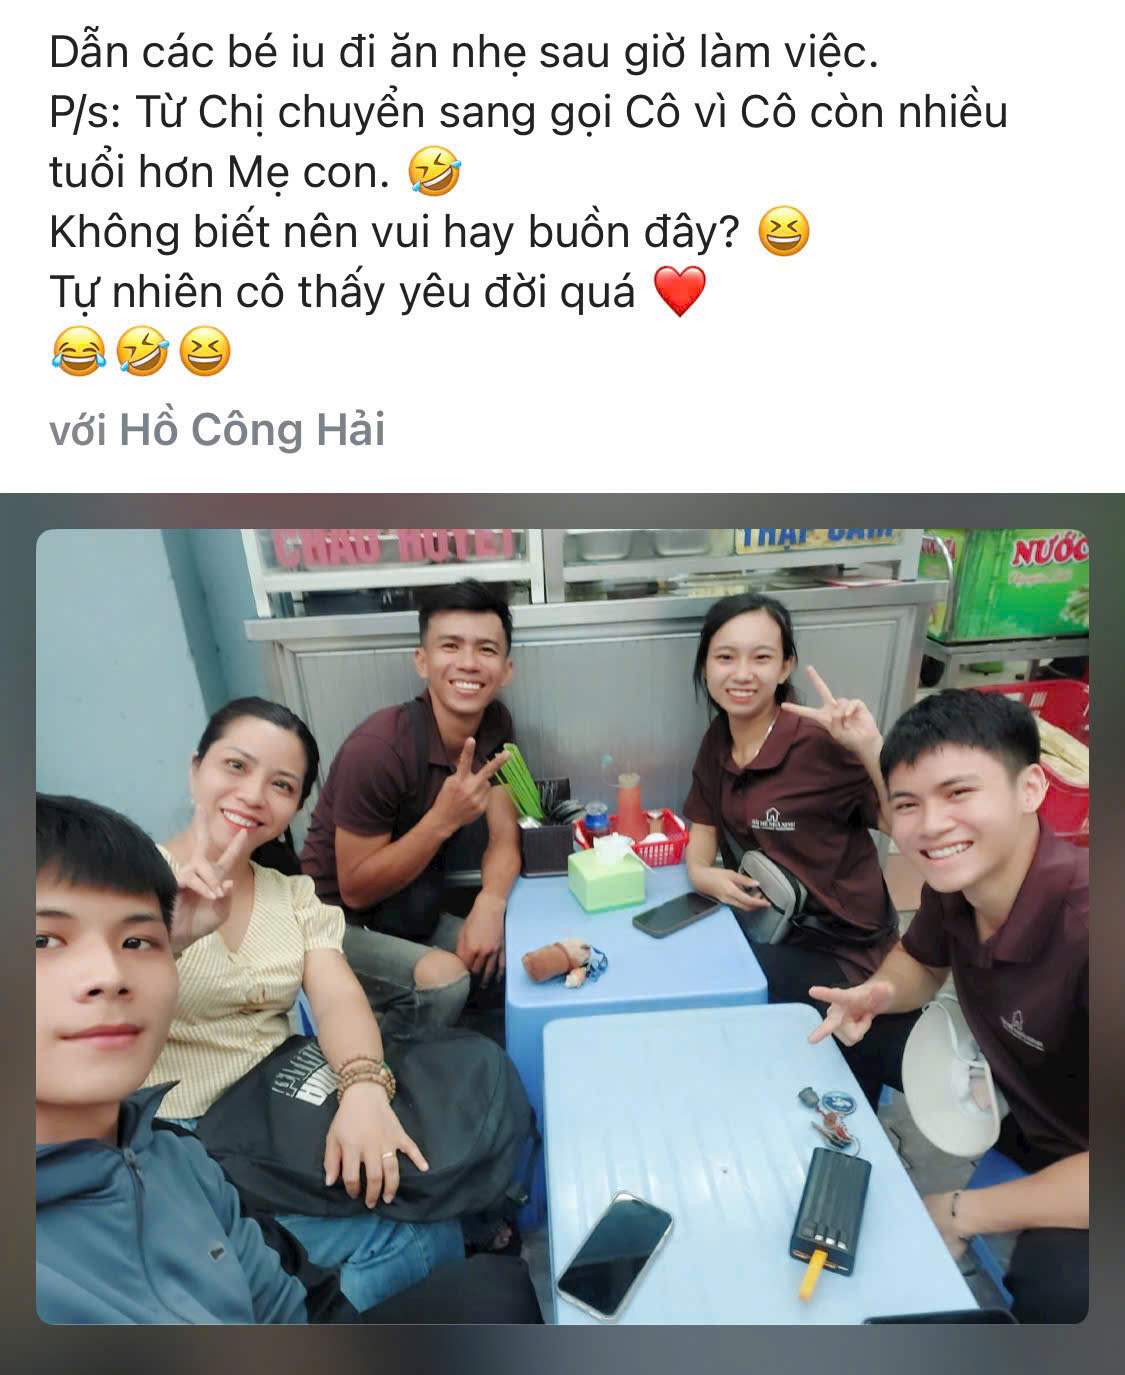 Dẫn các bé iu đi ăn nhẹ sau giờ làm việc.
P/s: Từ Chị chuyển sang gọi Cô vì Cô còn nhiều
tuổi hơn Mẹ con. 🤣
Không biết nên vui hay buồn đây? 😆
Tự nhiên cô thấy yêu đời quá ❤️
😂🤣😆
với Hồ Công Hải
CHÁO HUYẾT
THẬP CẨM
NƯỚC